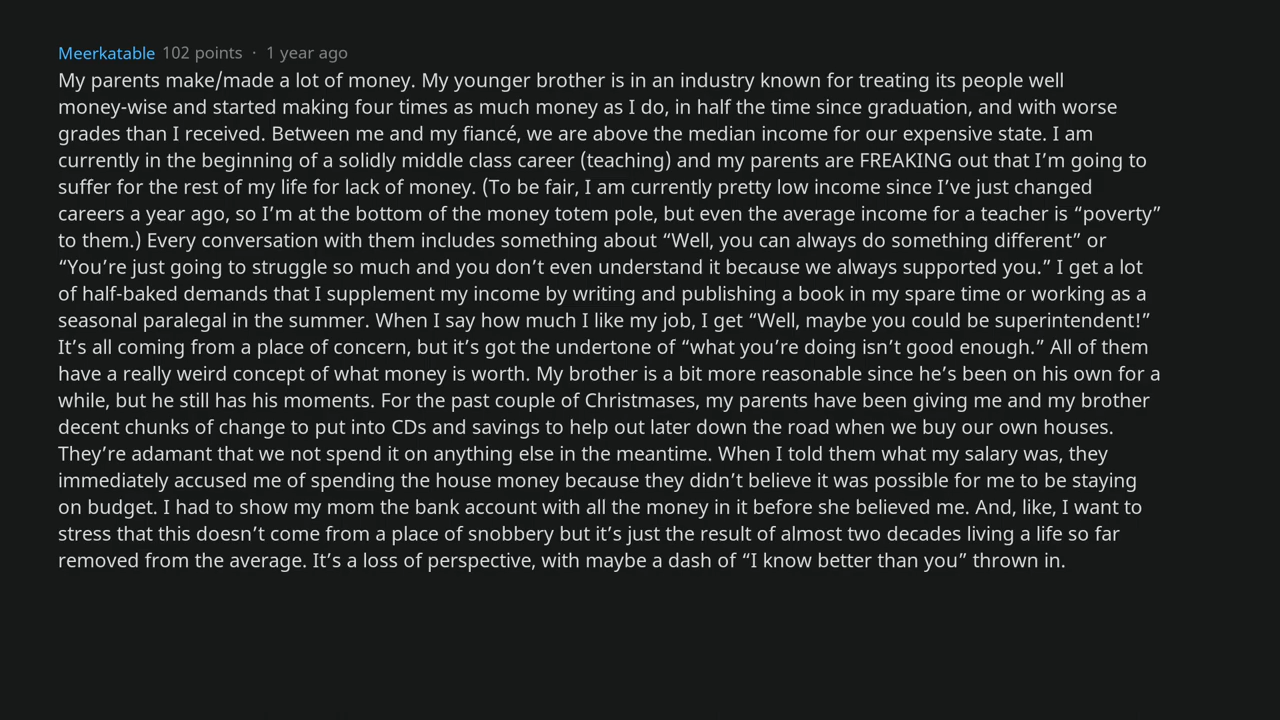 Meerkatable 102 points · 1 year ago
My parents make/made a lot of money. My younger brother is in an industry known for treating its people well
money-wise and started making four times as much money as I do, in half the time since graduation, and with worse
grades than I received. Between me and my fiancé, we are above the median income for our expensive state. I am
currently in the beginning of a solidly middle class career (teaching) and my parents are FREAKING out that I’m going to
suffer for the rest of my life for lack of money. (To be fair, I am currently pretty low income since I’ve just changed
careers a year ago, so I’m at the bottom of the money totem pole, but even the average income for a teacher is “poverty”
to them.) Every conversation with them includes something about “Well, you can always do something different” or
“You’re just going to struggle so much and you don’t even understand it because we always supported you.” I get a lot
of half-baked demands that I supplement my income by writing and publishing a book in my spare time or working as a
seasonal paralegal in the summer. When I say how much I like my job, I get “Well, maybe you could be superintendent!”
It’s all coming from a place of concern, but it’s got the undertone of “what you’re doing isn’t good enough.” All of them
have a really weird concept of what money is worth. My brother is a bit more reasonable since he’s been on his own for a
while, but he still has his moments. For the past couple of Christmases, my parents have been giving me and my brother
decent chunks of change to put into CDs and savings to help out later down the road when we buy our own houses.
They’re adamant that we not spend it on anything else in the meantime. When I told them what my salary was, they
immediately accused me of spending the house money because they didn’t believe it was possible for me to be staying
on budget. I had to show my mom the bank account with all the money in it before she believed me. And, like, I want to
stress that this doesn’t come from a place of snobbery but it’s just the result of almost two decades living a life so far
removed from the average. It’s a loss of perspective, with maybe a dash of “I know better than you” thrown in.